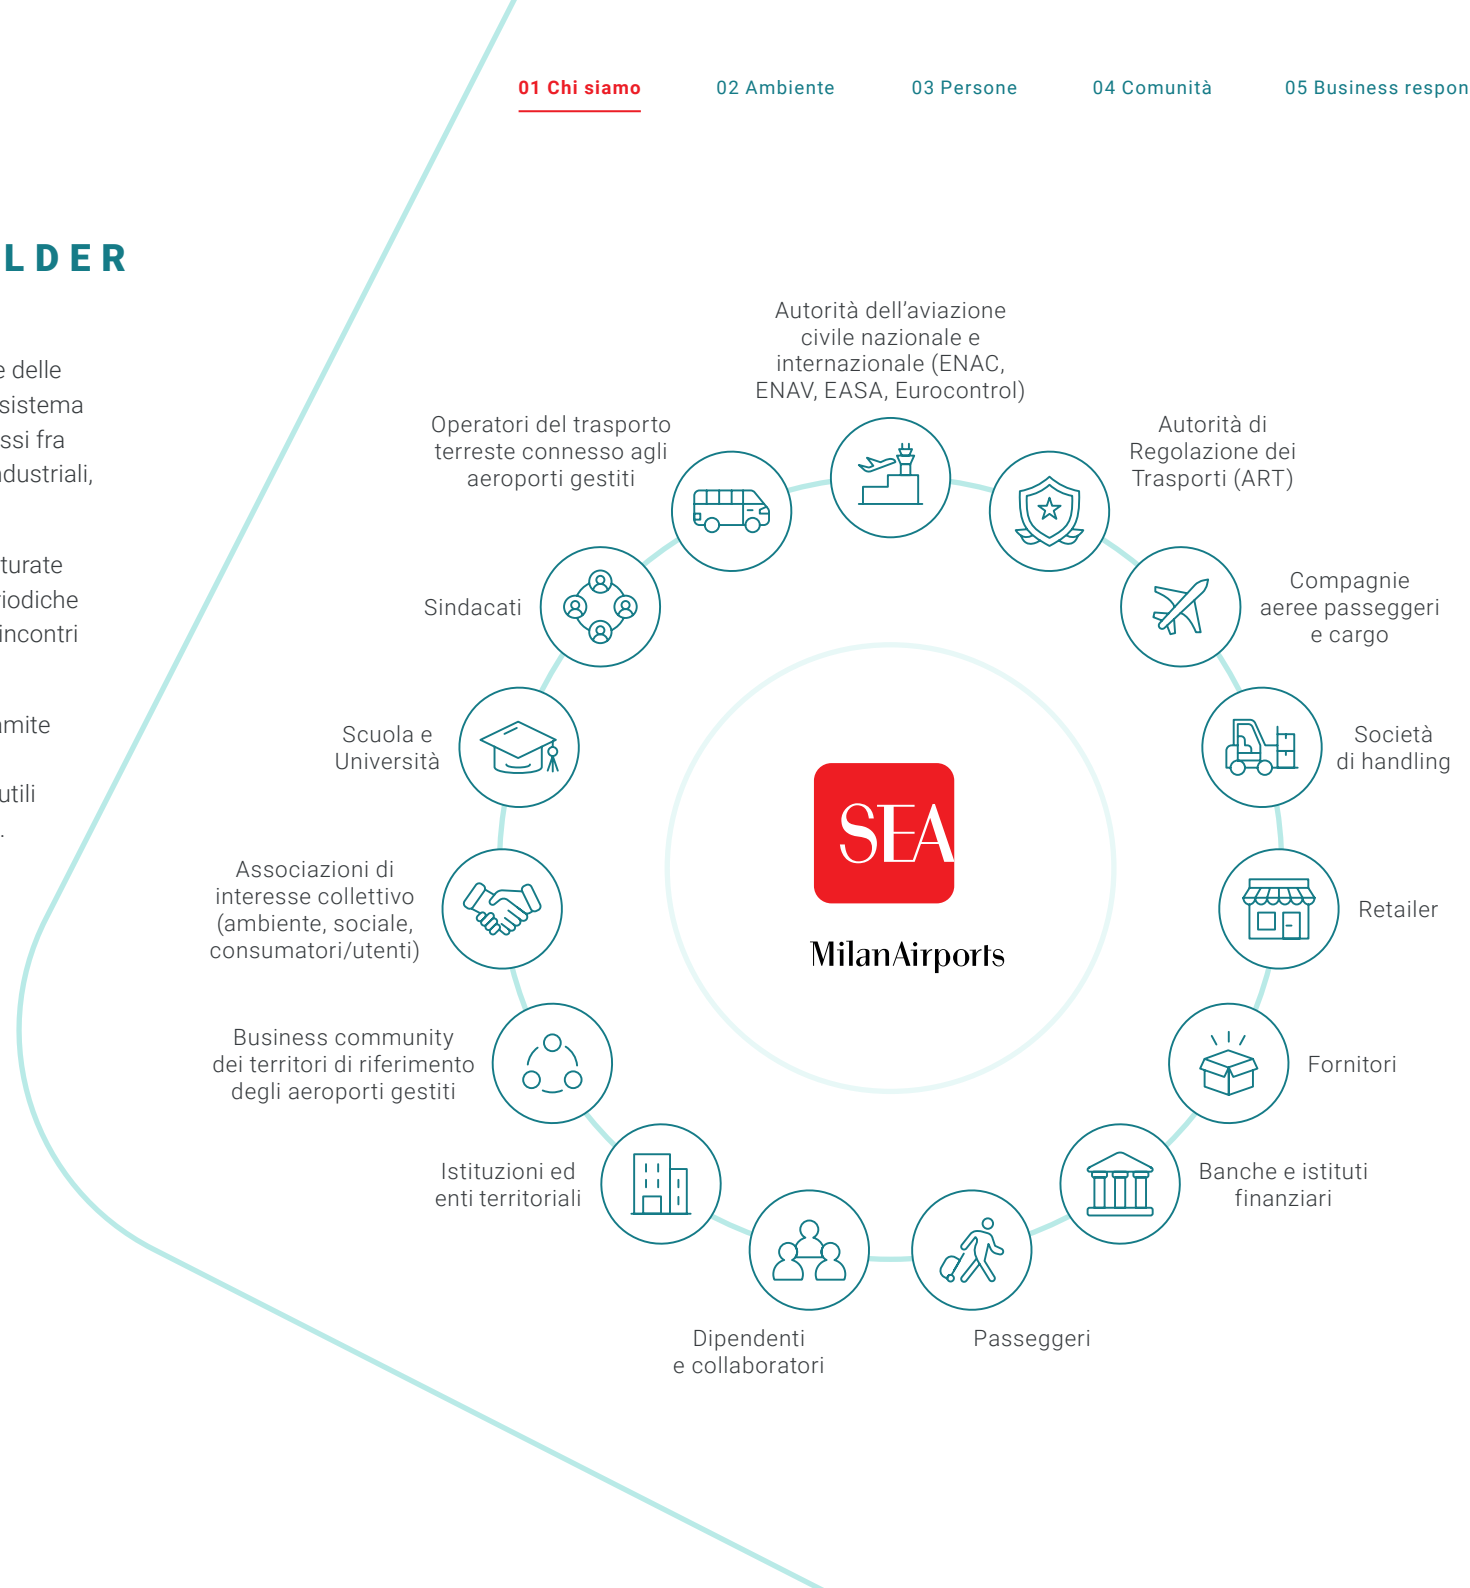 01 Chi siamo
02 Ambiente
03 Persone
04 Comunità
05 Business respon
LDER
e delle
sistema
ssi fra
dustriali,
turate
iodiche
incontri
mite
utili
.
Autorità dell’aviazione
civile nazionale e
internazionale (ENAC,
ENAV, EASA, Eurocontrol)
Autorità di
Regolazione dei
Trasporti (ART)
Compagnie
aeree passeggeri
e cargo
Società
di handling
Retailer
Fornitori
Banche e istituti
finanziari
Passeggeri
Dipendenti
e collaboratori
Istituzioni ed
enti territoriali
Business community
dei territori di riferimento
degli aeroporti gestiti
Associazioni di
interesse collettivo
(ambiente, sociale,
consumatori/utenti)
Scuola e
Università
Sindacati
Operatori del trasporto
terreste connesso agli
aeroporti gestiti
SEA
MilanAirports